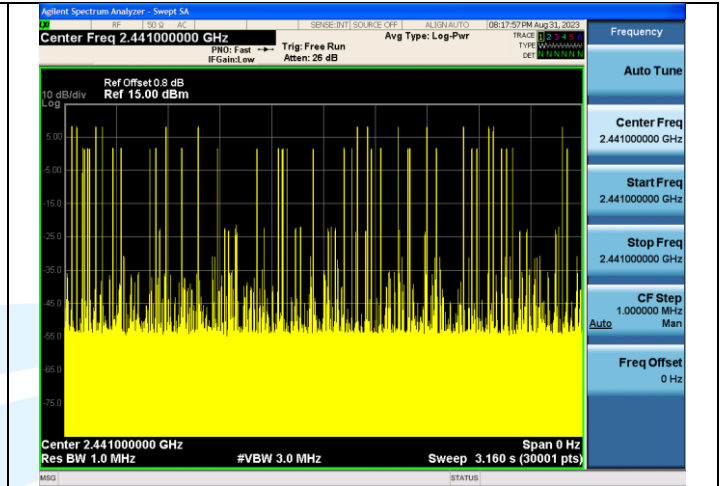 Agilent Spectrum Analyzer - Swept SA
RF 50 Ω AC SENSE:INT SOURCE OFF ALIGN AUTO 08:17:57 PM Aug 31, 2023
Center Freq 2.441000000 GHz
PNO: Fast
IFGain:Low
Trig: Free Run
Atten: 26 dB
Avg Type: Log-Pwr
TRACE 1 2 3 4 5 6
TYPE WWWWWW
DET N N N N N N
Frequency
Ref Offset 0.8 dB
10 dB/div Ref 15.00 dBm
Log
5.00
-5.00
-15.0
-25.0
-35.0
-45.0
-55.0
-65.0
-75.0
Center 2.441000000 GHz Span 0 Hz
Res BW 1.0 MHz #VBW 3.0 MHz Sweep 3.160 s (30001 pts)
MSG STATUS
Auto Tune
Center Freq
2.441000000 GHz
Start Freq
2.441000000 GHz
Stop Freq
2.441000000 GHz
CF Step
1.000000 MHz
Auto Man
Freq Offset
0 Hz